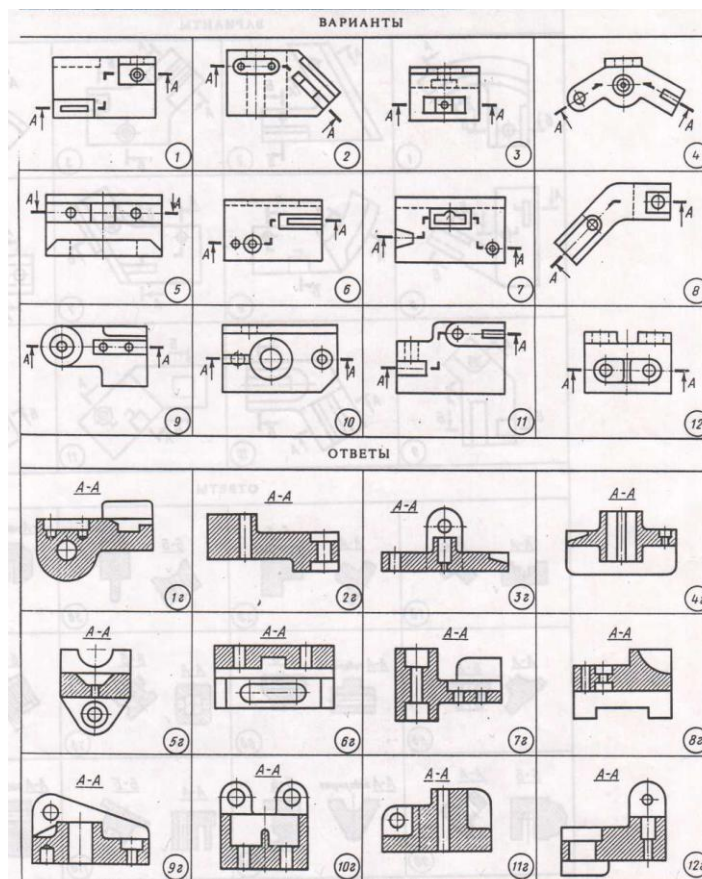 ВАРИАНТЫ
А А А А 1
А А 2
А А 3
А А 4
А А 5
А А 6
А А А 7
А А 8
А А 9
А А 10
А А 11
А А 12
ОТВЕТЫ
А-А 1г
А-А 2г
А-А 3г
А-А 4г
А-А 5г
А-А 6г
А-А 7г
А-А 8г
А-А 9г
А-А 10г
А-А 11г
А-А 12г